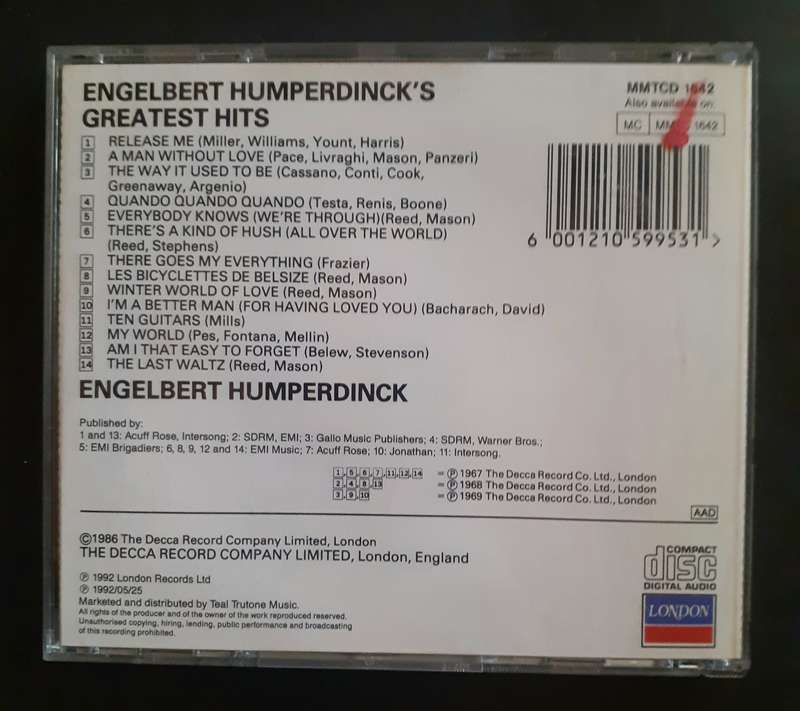 ENGELBERT HUMPERDINCK'S
GREATEST HITS
1 RELEASE ME (Miller, Williams, Yount, Harris)
2 A MAN WITHOUT LOVE (Pace, Livraghi, Mason, Panzeri)
3 THE WAY IT USED TO BE (Cassano, Conti, Cook,
Greenaway, Argenio)
4 QUANDO QUANDO QUANDO (Testa, Renis, Boone)
5 EVERYBODY KNOWS (WE'RE THROUGH)(Reed, Mason)
6 THERE'S A KIND OF HUSH (ALL OVER THE WORLD)
(Reed, Stephens)
7 THERE GOES MY EVERYTHING (Frazier)
8 LES BICYCLETTES DE BELSIZE (Reed, Mason)
9 WINTER WORLD OF LOVE (Reed, Mason)
10 I'M A BETTER MAN (FOR HAVING LOVED YOU) (Bacharach, David)
11 TEN GUITARS (Mills)
12 MY WORLD (Pes, Fontana, Mellin)
13 AM I THAT EASY TO FORGET (Belew, Stevenson)
14 THE LAST WALTZ (Reed, Mason)
ENGELBERT HUMPERDINCK
MMTCD 1642
Also available on:
MC 1642
6 001210 599531 >
Published by:
1 and 13: Acuff Rose, Intersong; 2: SDRM, EMI; 3: Gallo Music Publishers; 4: SDRM, Warner Bros.;
5: EMI Brigadiers; 6, 8, 9, 12 and 14: EMI Music; 7: Acuff Rose; 10: Jonathan; 11: Intersong.
1,5,6,7,11,12,14 = ℗ 1967 The Decca Record Co. Ltd., London
2,4,8,13 = ℗ 1968 The Decca Record Co. Ltd., London
3,9,10 = ℗ 1969 The Decca Record Co. Ltd., London
AAD
©1986 The Decca Record Company Limited, London
THE DECCA RECORD COMPANY LIMITED, London, England
℗ 1992 London Records Ltd
℗ 1992/05/25
Marketed and distributed by Teal Trutone Music.
All rights of the producer and of the owner of the work reproduced reserved.
Unauthorised copying, hiring, lending, public performance and broadcasting
of this recording prohibited.
COMPACT
disc
DIGITAL AUDIO
LONDON